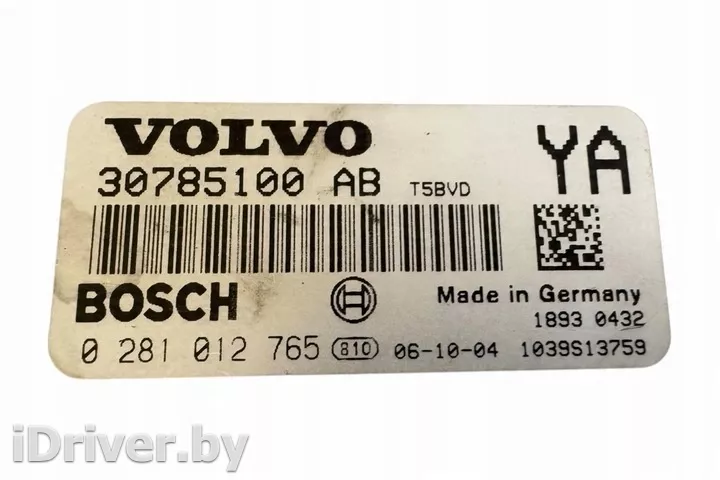 VOLVO YA
30785100 AB T5BVD
BOSCH Made in Germany
1893 0432
0 281 012 765 810 06-10-04 1039S13759
iDriver.by